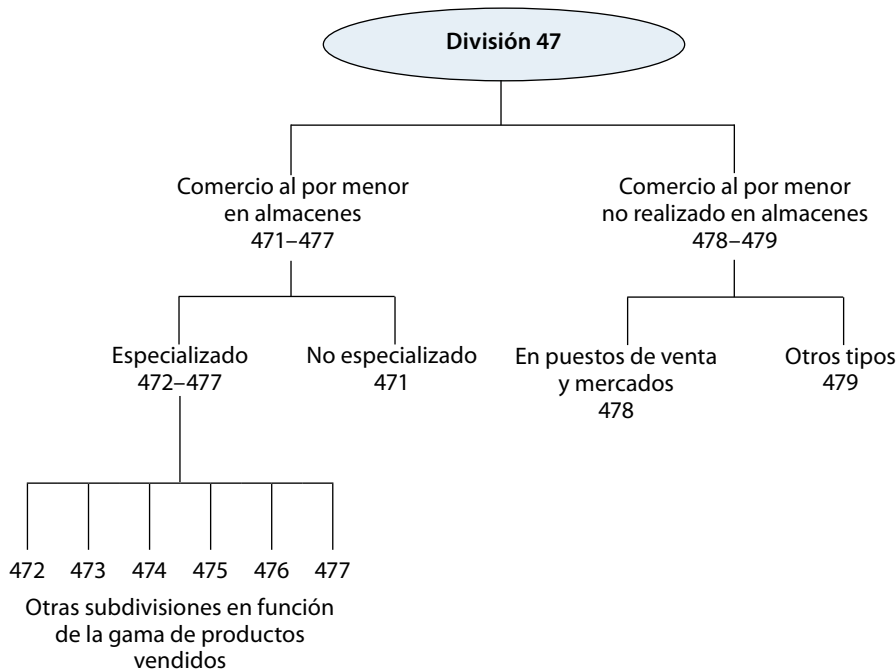 División 47
Comercio al por menor
en almacenes
471–477
Comercio al por menor
no realizado en almacenes
478–479
Especializado
472–477
No especializado
471
En puestos de venta
y mercados
478
Otros tipos
479
472 473 474 475 476 477
Otras subdivisiones en función
de la gama de productos
vendidos